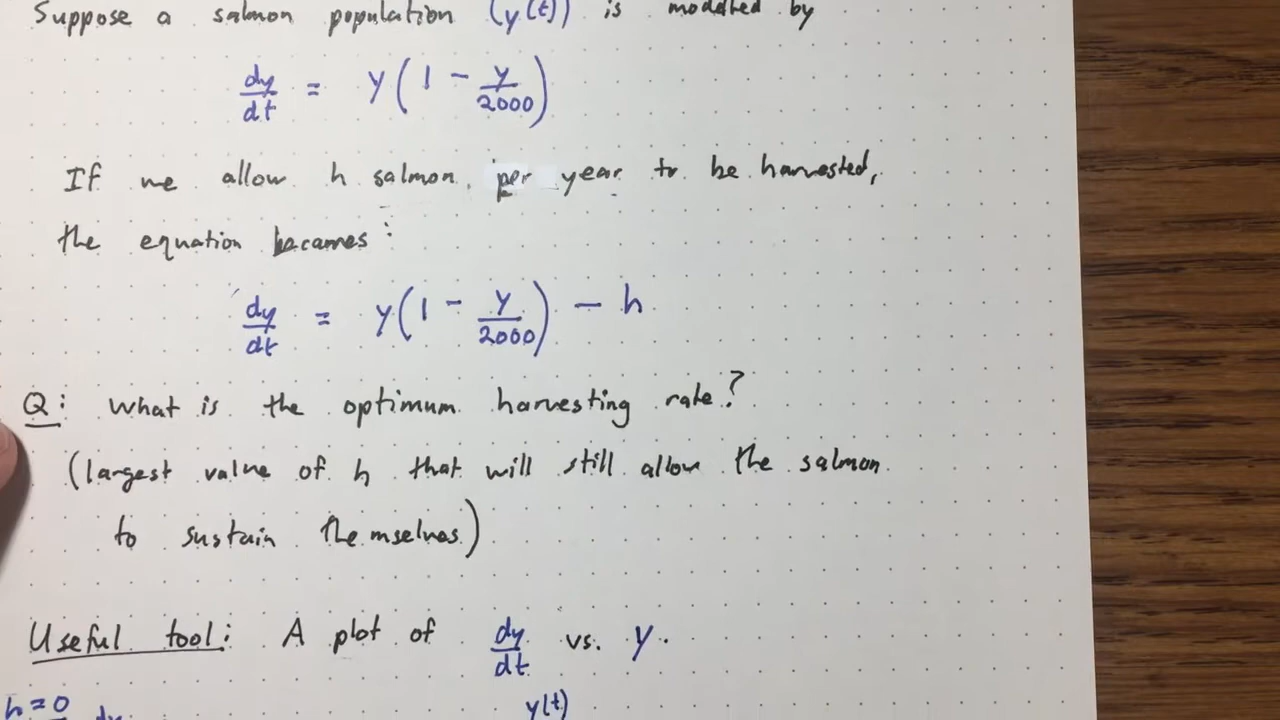 Suppose a salmon population (y(t)) is modelled by
dy/dt = y(1 - y/2000)
If we allow h salmon per year to be harvested,
the equation becomes:
dy/dt = y(1 - y/2000) - h
Q: What is the optimum harvesting rate?
(largest value of h that will still allow the salmon
to sustain themselves)
Useful tool: A plot of dy/dt vs. y.
h = 0
dy y(t)